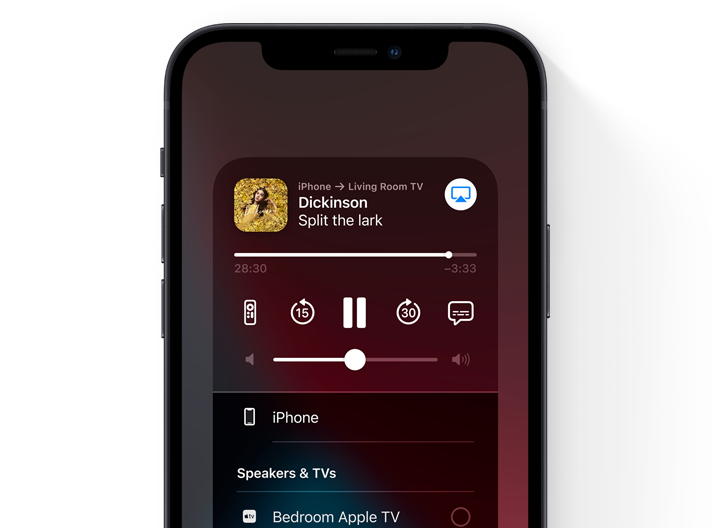 iPhone → Living Room TV
Dickinson
Split the lark
28:30 –3:33
15 30
iPhone
Speakers & TVs
tv Bedroom Apple TV